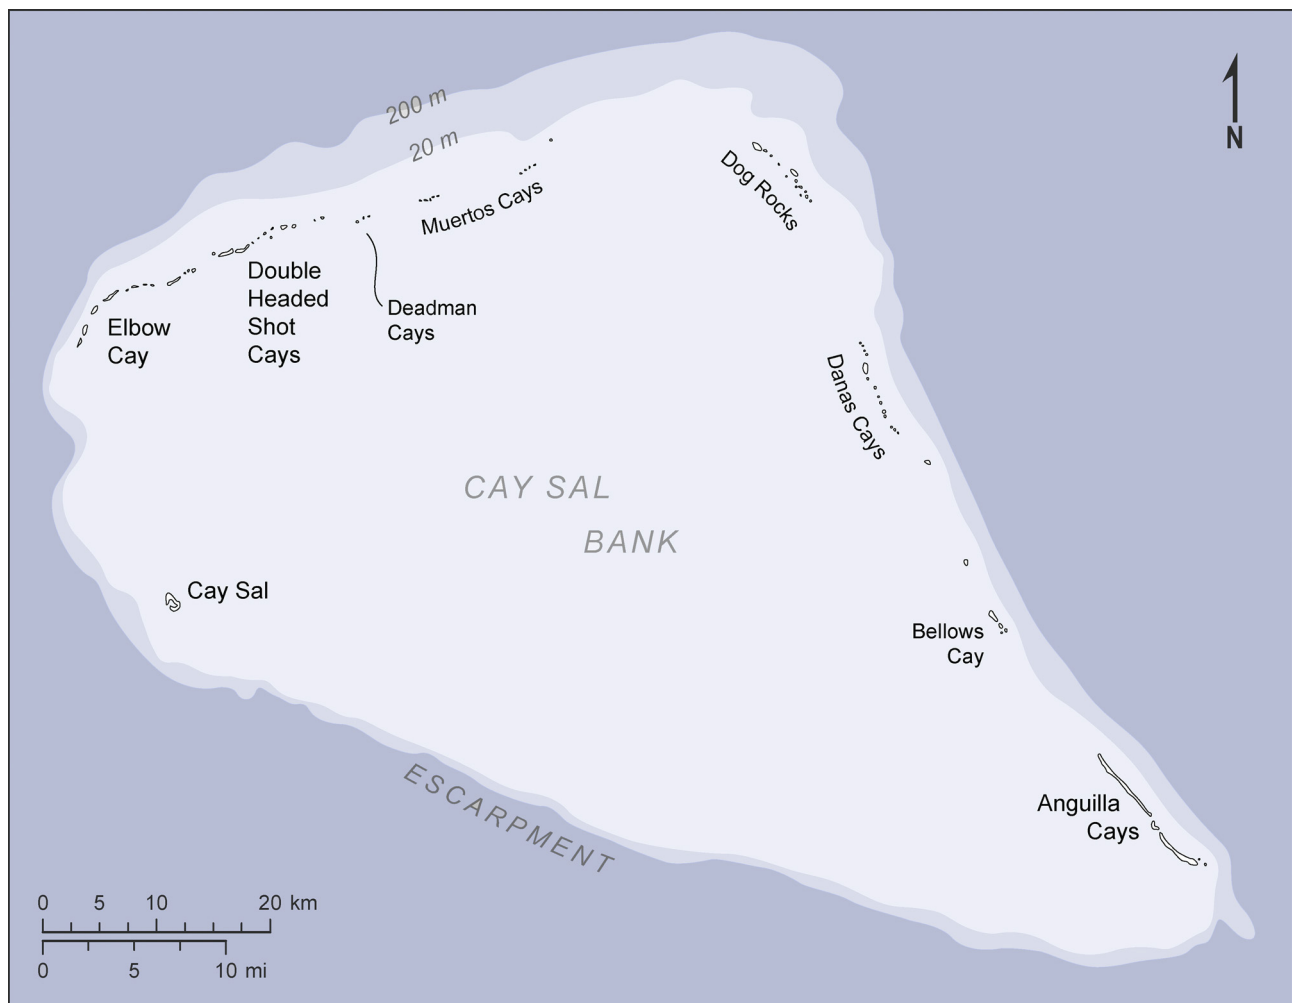 200 m
20 m
N
Dog Rocks
Muertos Cays
Double
Headed
Shot
Cays
Deadman
Cays
Elbow
Cay
Danas Cays
CAY SAL
BANK
Cay Sal
Bellows
Cay
ESCARPMENT
Anguilla
Cays
0 5 10 20 km
0 5 10 mi